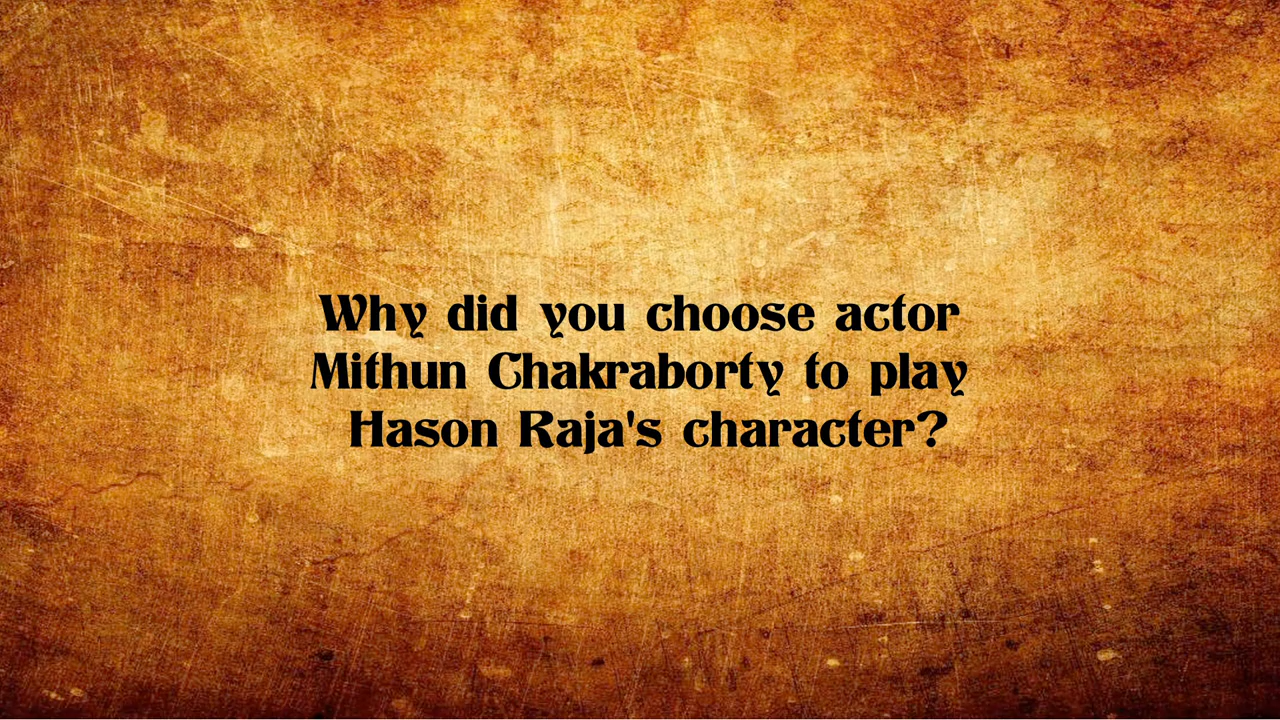 Why did you choose actor
Mithun Chakraborty to play
Hason Raja's character?